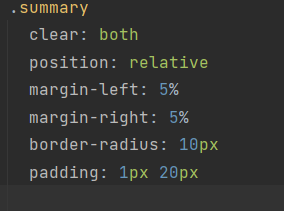 .summary
clear: both
position: relative
margin-left: 5%
margin-right: 5%
border-radius: 10px
padding: 1px 20px